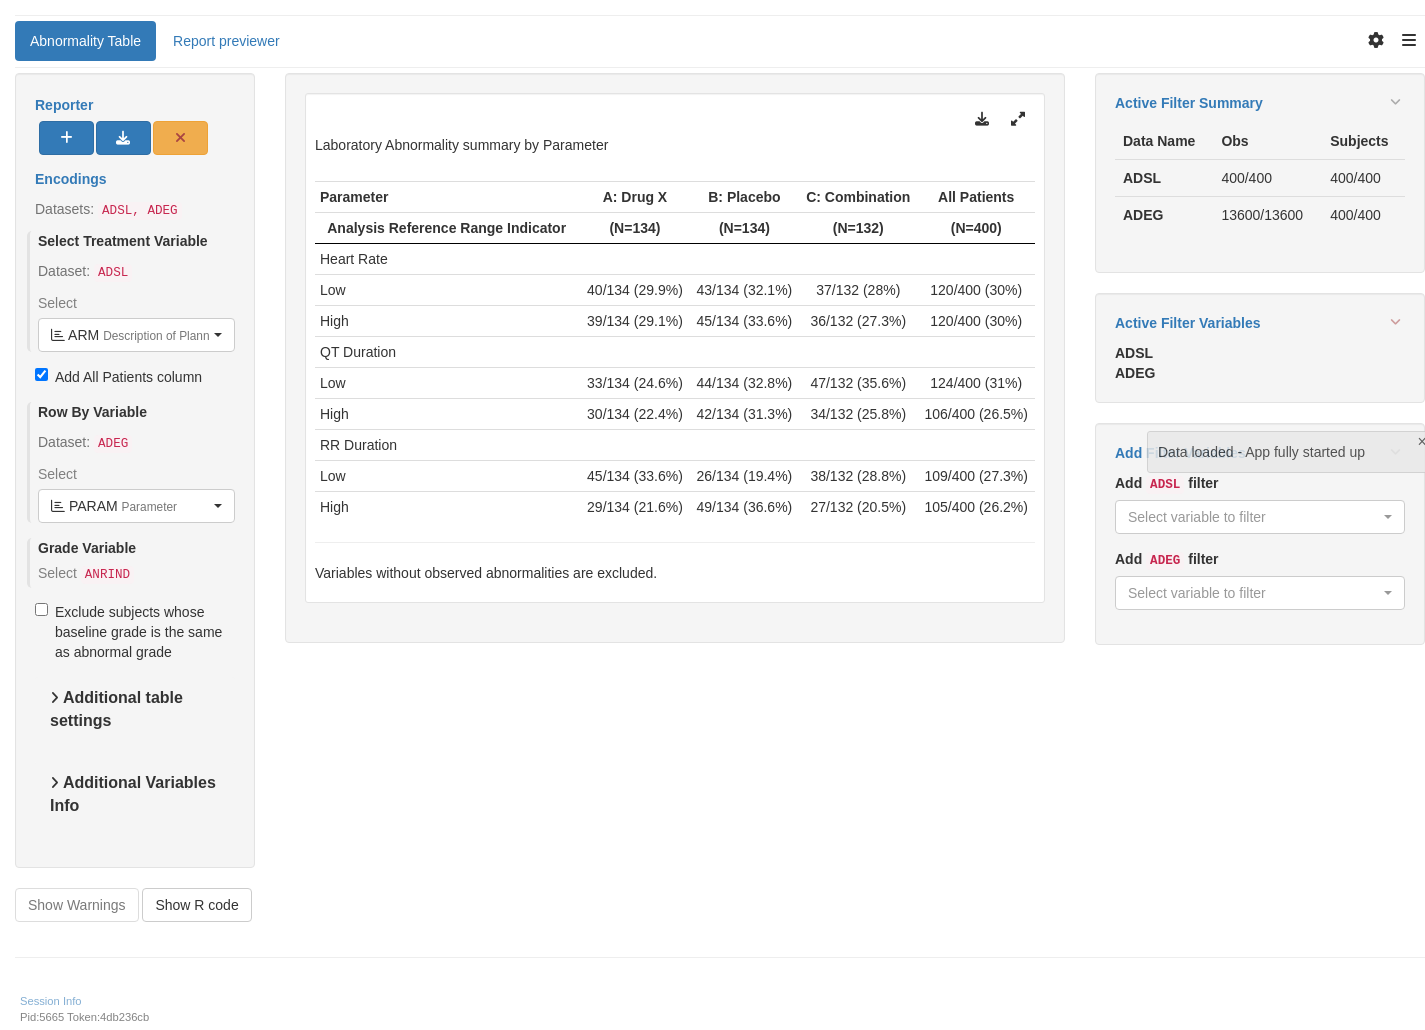 Abnormality Table
Report previewer
Reporter
Encodings
Datasets: ADSL, ADEG
Select Treatment Variable
Dataset: ADSL
Select
ARM Description of Plann
Add All Patients column
Row By Variable
Dataset: ADEG
Select
PARAM Parameter
Grade Variable
Select ANRIND
Exclude subjects whose
baseline grade is the same
as abnormal grade
Additional table
settings
Additional Variables
Info
Show Warnings
Show R code
Laboratory Abnormality summary by Parameter
Parameter A: Drug X B: Placebo C: Combination All Patients
Analysis Reference Range Indicator (N=134) (N=134) (N=132) (N=400)
Heart Rate
Low 40/134 (29.9%) 43/134 (32.1%) 37/132 (28%) 120/400 (30%)
High 39/134 (29.1%) 45/134 (33.6%) 36/132 (27.3%) 120/400 (30%)
QT Duration
Low 33/134 (24.6%) 44/134 (32.8%) 47/132 (35.6%) 124/400 (31%)
High 30/134 (22.4%) 42/134 (31.3%) 34/132 (25.8%) 106/400 (26.5%)
RR Duration
Low 45/134 (33.6%) 26/134 (19.4%) 38/132 (28.8%) 109/400 (27.3%)
High 29/134 (21.6%) 49/134 (36.6%) 27/132 (20.5%) 105/400 (26.2%)
Variables without observed abnormalities are excluded.
Active Filter Summary
Data Name Obs Subjects
ADSL 400/400 400/400
ADEG 13600/13600 400/400
Active Filter Variables
ADSL
ADEG
Add
Data loaded - App fully started up
Add ADSL filter
Select variable to filter
Add ADEG filter
Select variable to filter
Session Info
Pid:5665 Token:4db236cb